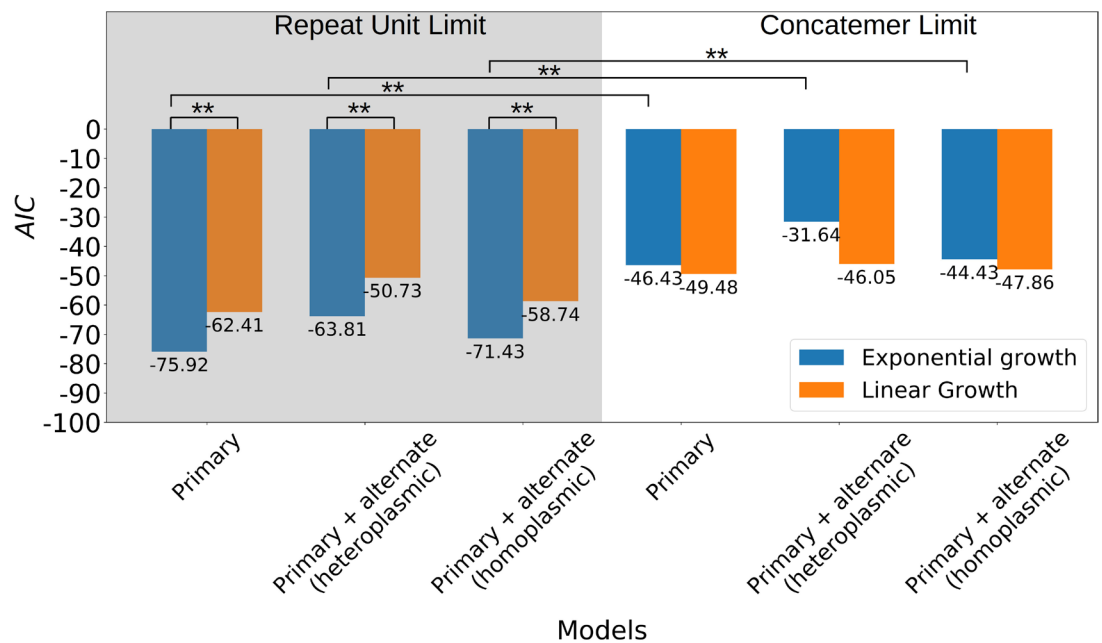 Repeat Unit Limit
Concatemer Limit
**
**
**
**
**
**
AIC
0
-10
-20
-30
-40
-50
-60
-70
-80
-90
-100
-75.92
-62.41
-63.81
-50.73
-71.43
-58.74
-46.43
-49.48
-31.64
-46.05
-44.43
-47.86
Exponential growth
Linear Growth
Primary
Primary + alternate
(heteroplasmic)
Primary + alternate
(homoplasmic)
Primary
Primary + alternare
(heteroplasmic)
Primary + alternate
(homoplasmic)
Models